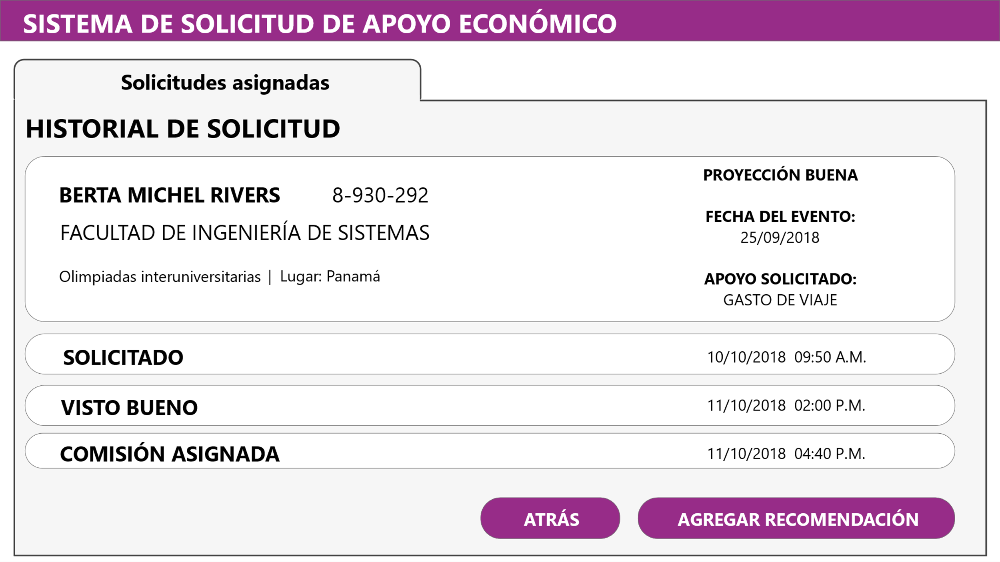 SISTEMA DE SOLICITUD DE APOYO ECONÓMICO
Solicitudes asignadas
HISTORIAL DE SOLICITUD
BERTA MICHEL RIVERS 8-930-292
FACULTAD DE INGENIERÍA DE SISTEMAS
Olimpiadas interuniversitarias | Lugar: Panamá
PROYECCIÓN BUENA
FECHA DEL EVENTO:
25/09/2018
APOYO SOLICITADO:
GASTO DE VIAJE
SOLICITADO 10/10/2018 09:50 A.M.
VISTO BUENO 11/10/2018 02:00 P.M.
COMISIÓN ASIGNADA 11/10/2018 04:40 P.M.
ATRÁS AGREGAR RECOMENDACIÓN